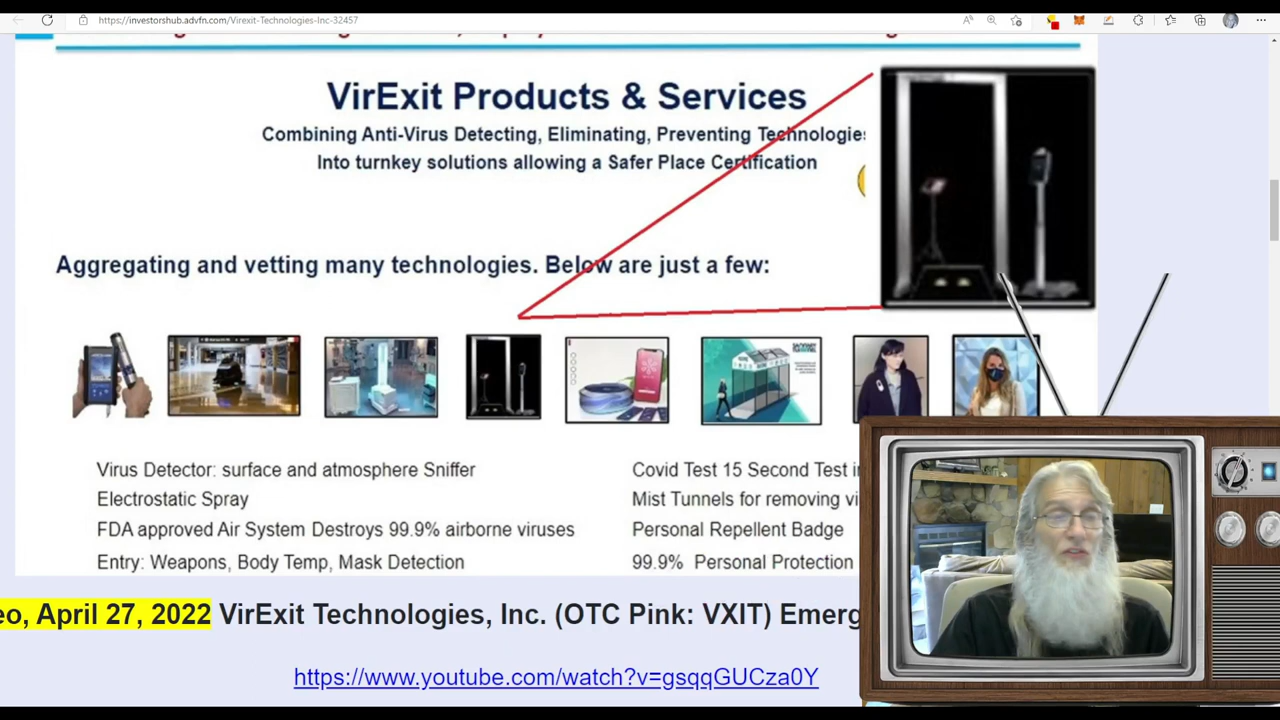 https://investorshub.advfn.com/Virexit-Technologies-Inc-32457
VirExit Products & Services
Combining Anti-Virus Detecting, Eliminating, Preventing Technologies
Into turnkey solutions allowing a Safer Place Certification
Aggregating and vetting many technologies. Below are just a few:
Virus Detector: surface and atmosphere Sniffer
Electrostatic Spray
FDA approved Air System Destroys 99.9% airborne viruses
Entry: Weapons, Body Temp, Mask Detection
Covid Test 15 Second Test
Mist Tunnels for removing
Personal Repellent Badge
99.9% Personal Protection
eo, April 27, 2022 VirExit Technologies, Inc. (OTC Pink: VXIT) Emerg
https://www.youtube.com/watch?v=gsqqGUCza0Y